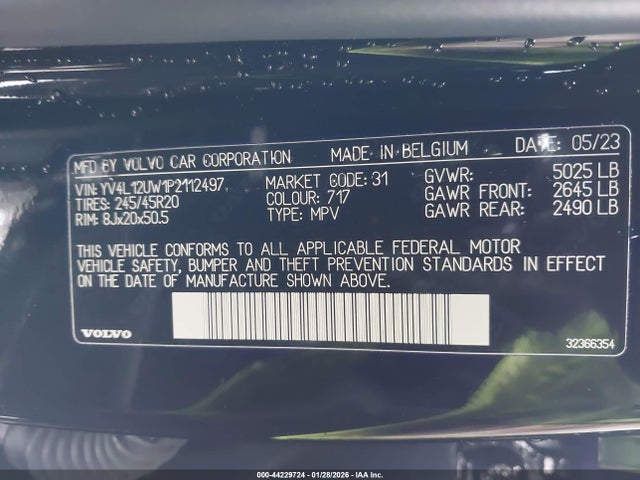 MFD BY VOLVO CAR CORPORATION MADE IN BELGIUM DATE: 05/23
VIN: YV4L12UW1P2112497 MARKET CODE: 31 GVWR: 5025 LB
TIRES: 245/45R20 COLOUR: 717 GAWR FRONT: 2645 LB
RIM: 8Jx20x50.5 TYPE: MPV GAWR REAR: 2490 LB
THIS VEHICLE CONFORMS TO ALL APPLICABLE FEDERAL MOTOR
VEHICLE SAFETY, BUMPER AND THEFT PREVENTION STANDARDS IN EFFECT
ON THE DATE OF MANUFACTURE SHOWN ABOVE.
VOLVO 32366354
000-44229724 | 01/28/2026 | IAA Inc.